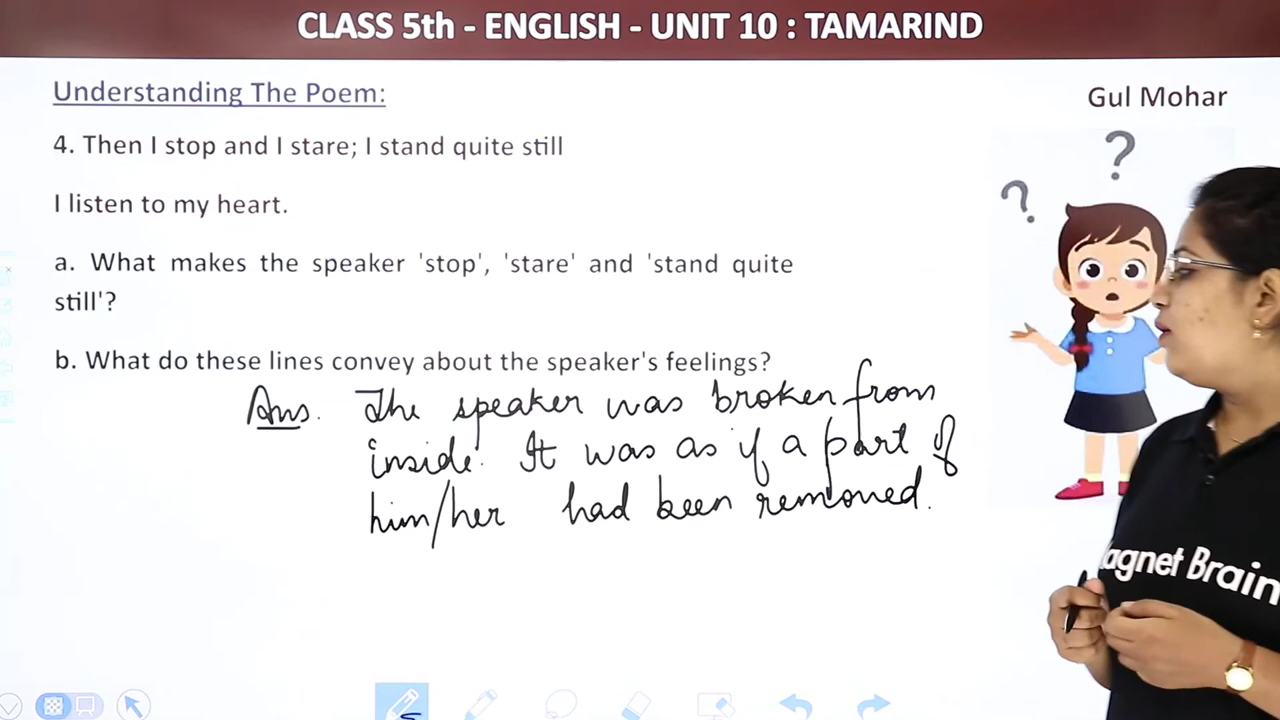 CLASS 5th - ENGLISH - UNIT 10 : TAMARIND
Understanding The Poem:
Gul Mohar
4. Then I stop and I stare; I stand quite still
I listen to my heart.
a. What makes the speaker 'stop', 'stare' and 'stand quite
still'?
b. What do these lines convey about the speaker's feelings?
Ans. The speaker was broken from
inside. It was as if a part of
him/her had been removed.
? ?
agnet Brain